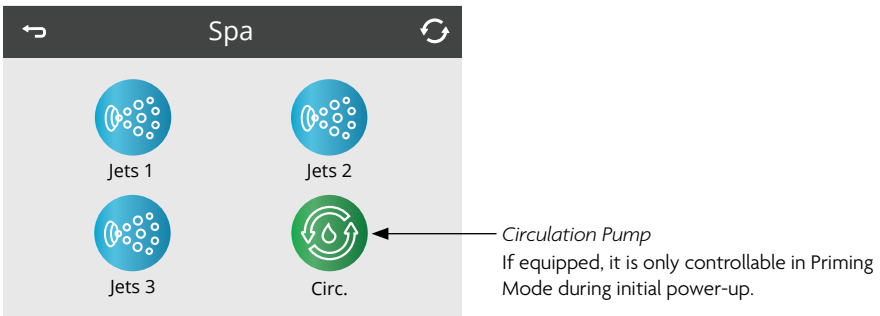 Spa
Jets 1
Jets 2
Jets 3
Circ.
Circulation Pump
If equipped, it is only controllable in Priming
Mode during initial power-up.